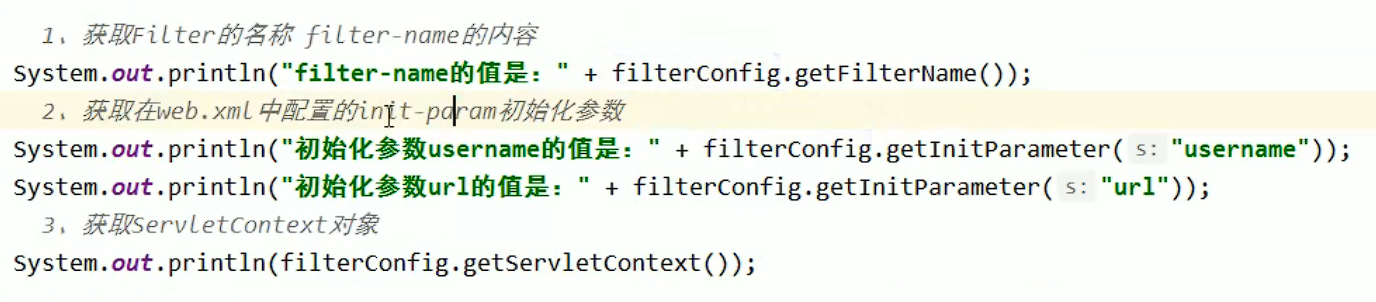 1、获取Filter的名称 filter-name的内容
System.out.println("filter-name的值是：" + filterConfig.getFilterName());
2、获取在web.xml中配置的init-param初始化参数
System.out.println("初始化参数username的值是：" + filterConfig.getInitParameter( s: "username"));
System.out.println("初始化参数url的值是：" + filterConfig.getInitParameter( s: "url"));
3、获取ServletContext对象
System.out.println(filterConfig.getServletContext());